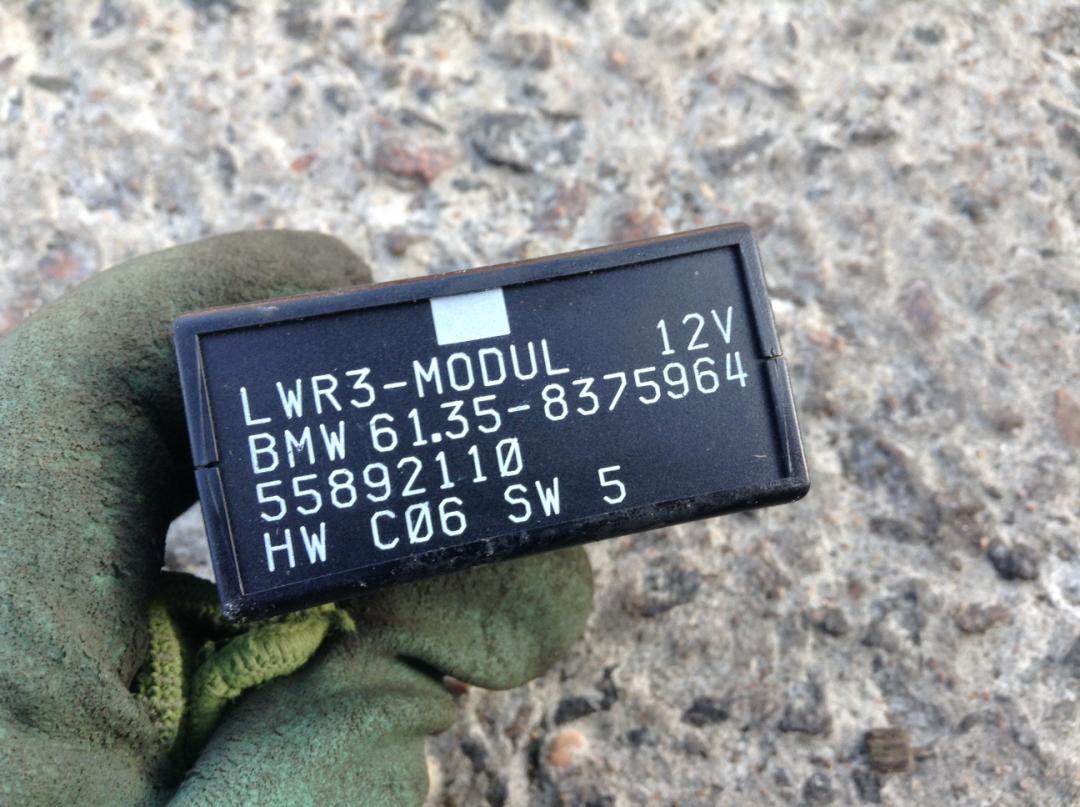 LWR3-MODUL 12V
BMW 61.35-8375964
55892110
HW C06 SW 5